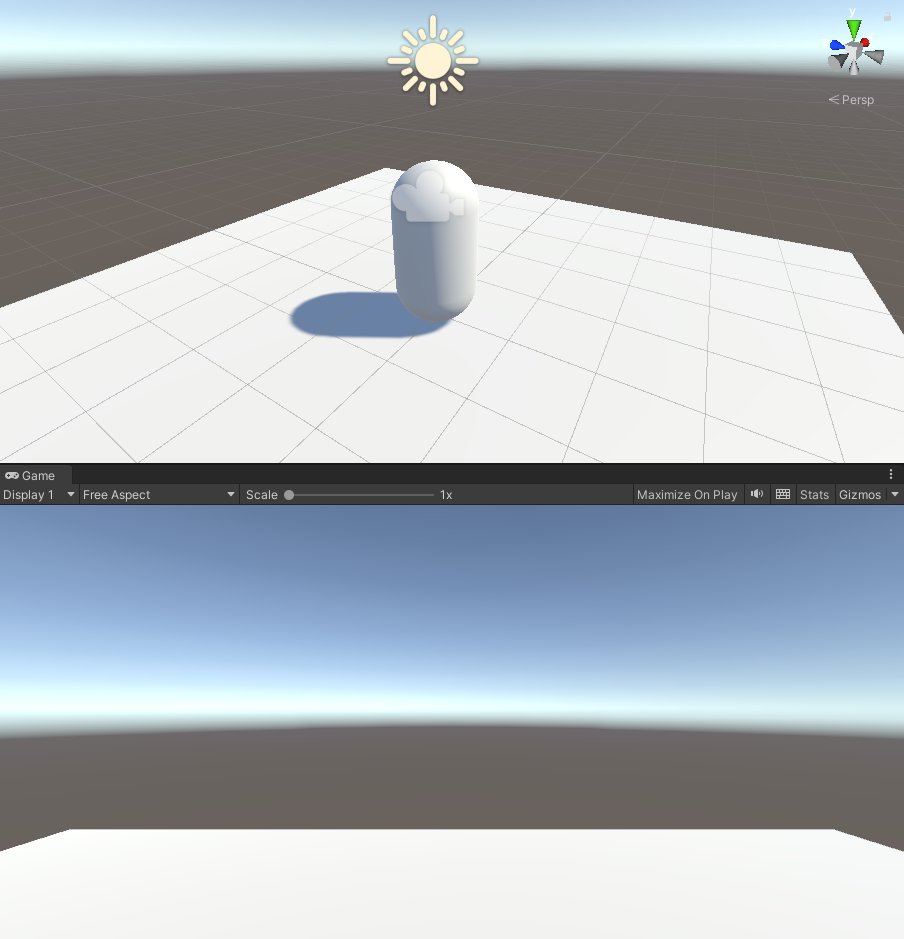 y
Persp
Game
Display 1 Free Aspect Scale 1x Maximize On Play Stats Gizmos